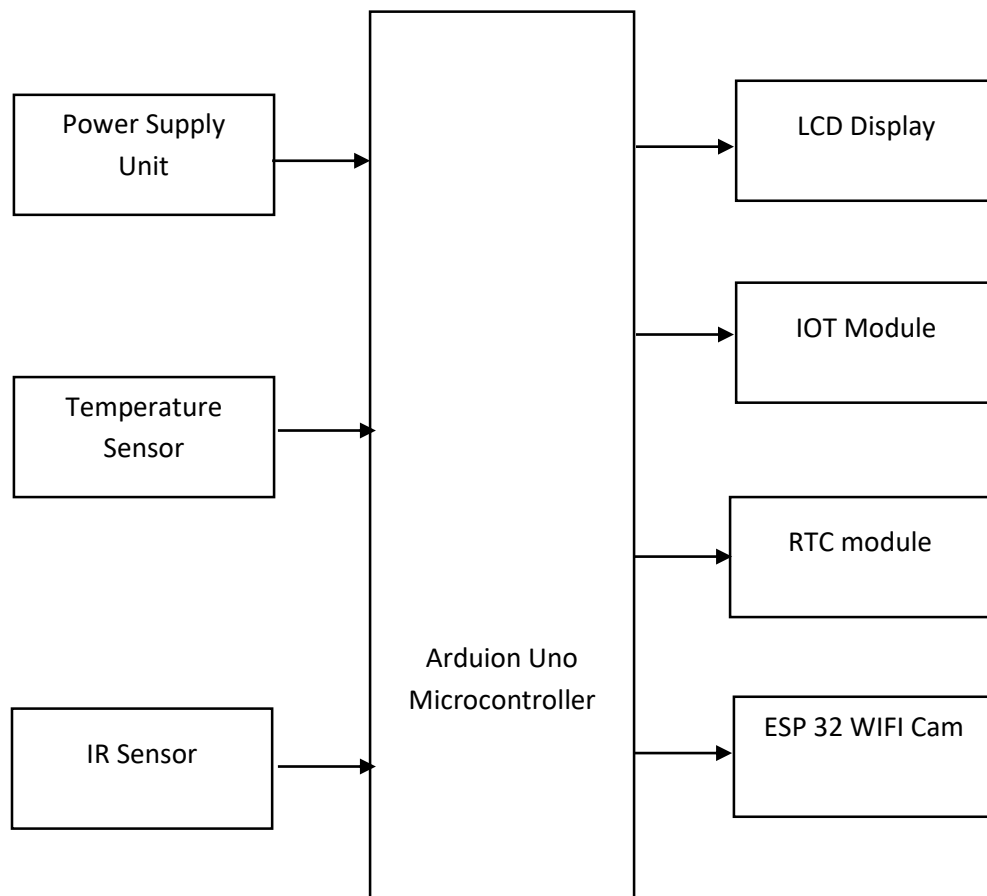 Power Supply
Unit
Temperature
Sensor
IR Sensor
Arduion Uno
Microcontroller
LCD Display
IOT Module
RTC module
ESP 32 WIFI Cam